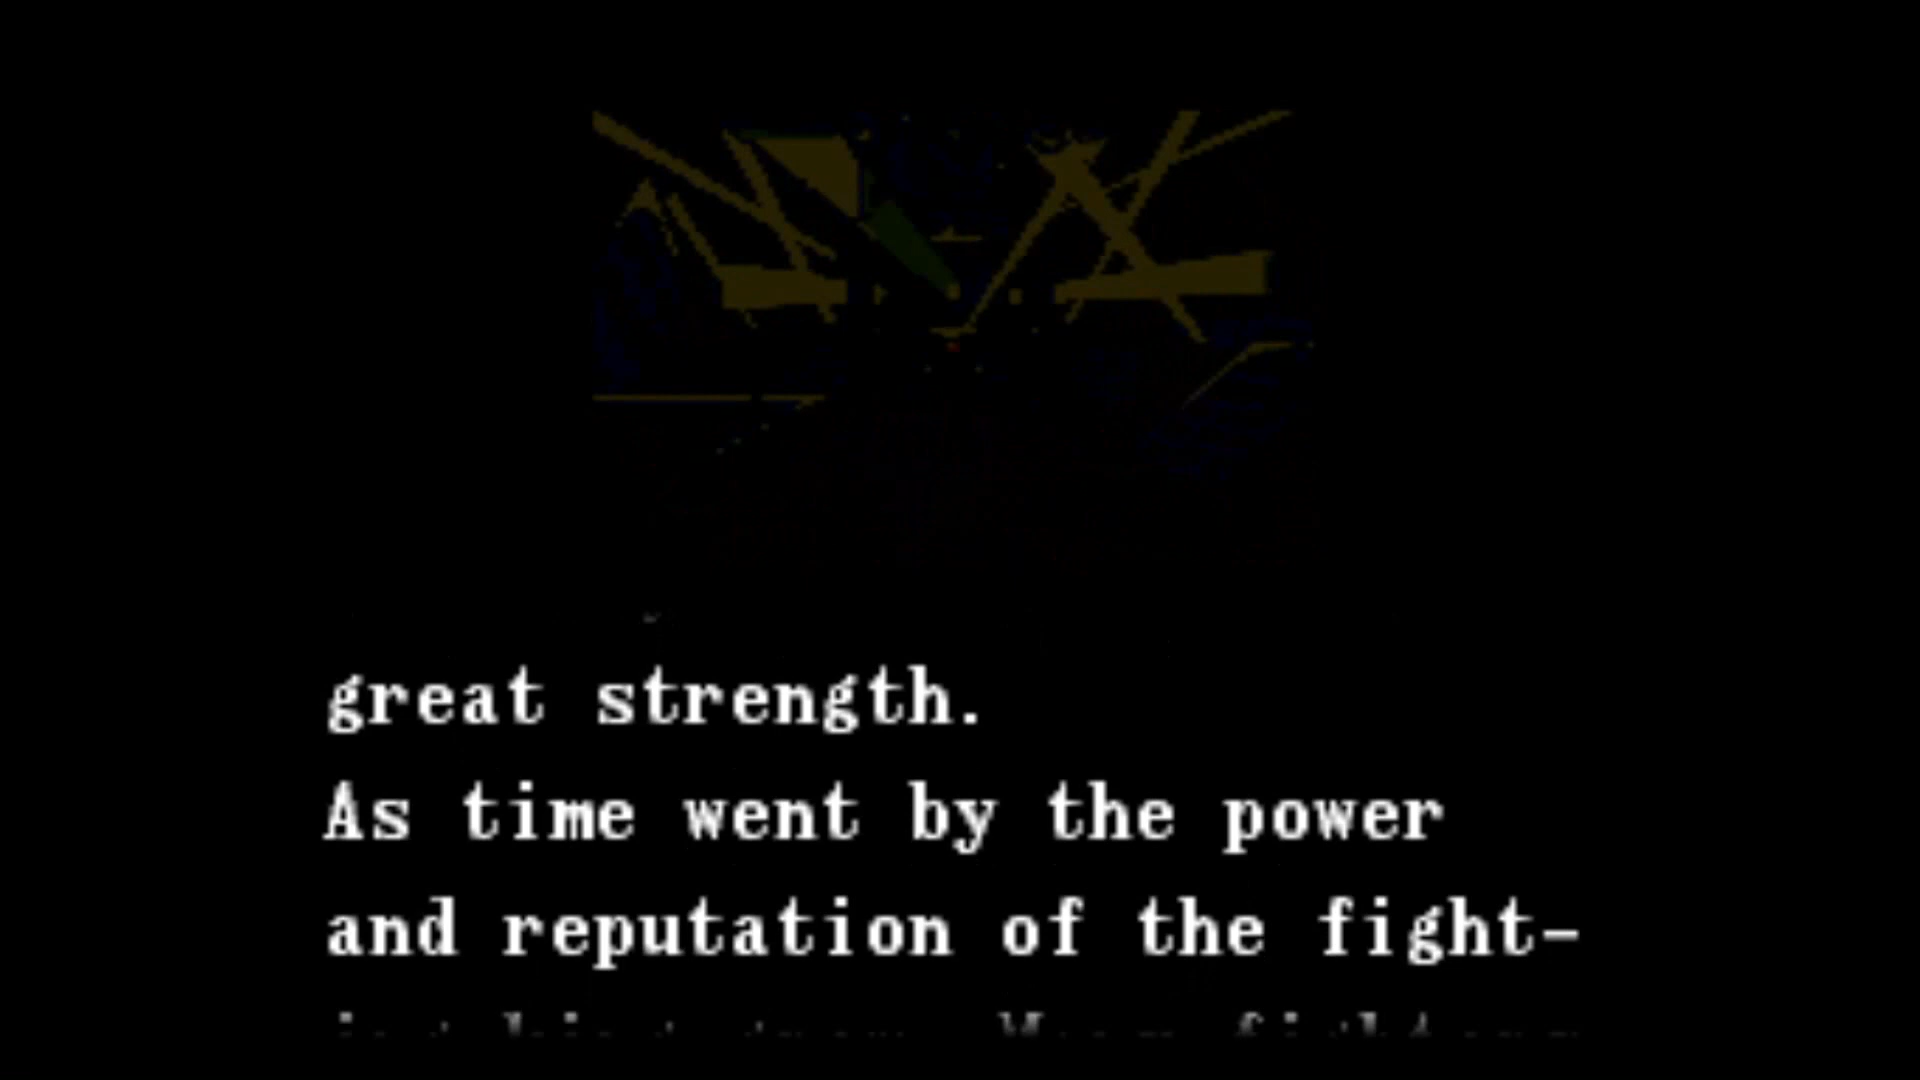 great strength.
As time went by the power
and reputation of the fight-